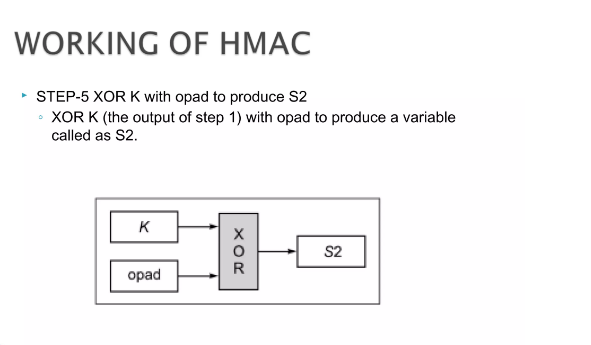 WORKING OF HMAC
STEP-5 XOR K with opad to produce S2
XOR K (the output of step 1) with opad to produce a variable
called as S2.
K
XOR
opad
S2